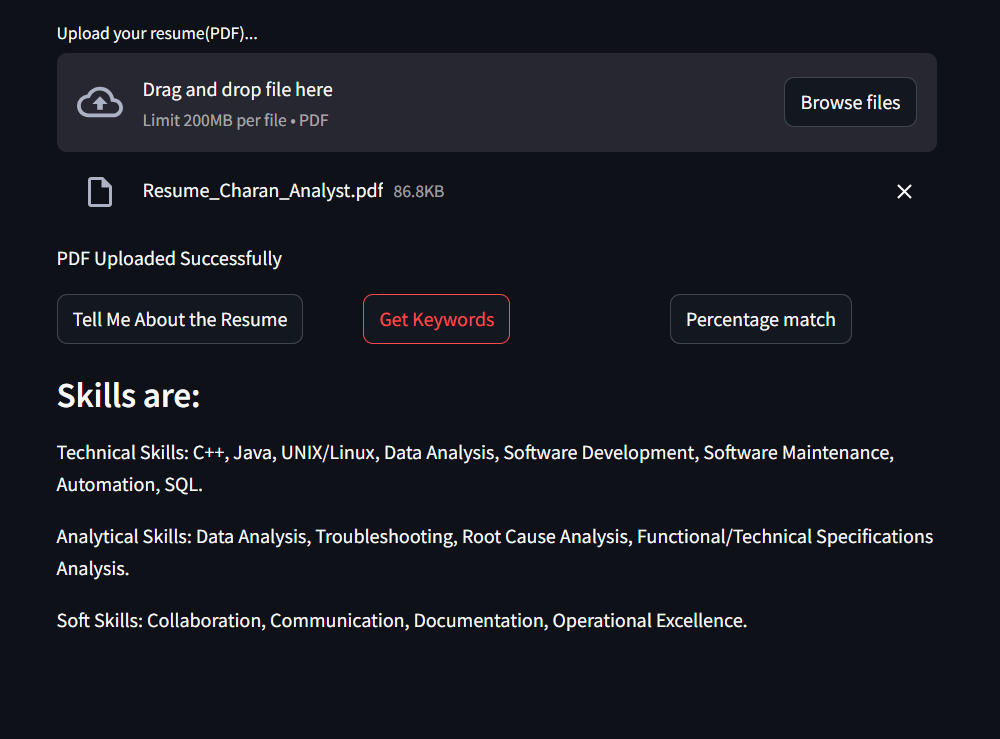 Upload your resume(PDF)...
Drag and drop file here
Limit 200MB per file • PDF
Browse files
Resume_Charan_Analyst.pdf 86.8KB
PDF Uploaded Successfully
Tell Me About the Resume
Get Keywords
Percentage match
Skills are:
Technical Skills: C++, Java, UNIX/Linux, Data Analysis, Software Development, Software Maintenance,
Automation, SQL.
Analytical Skills: Data Analysis, Troubleshooting, Root Cause Analysis, Functional/Technical Specifications
Analysis.
Soft Skills: Collaboration, Communication, Documentation, Operational Excellence.